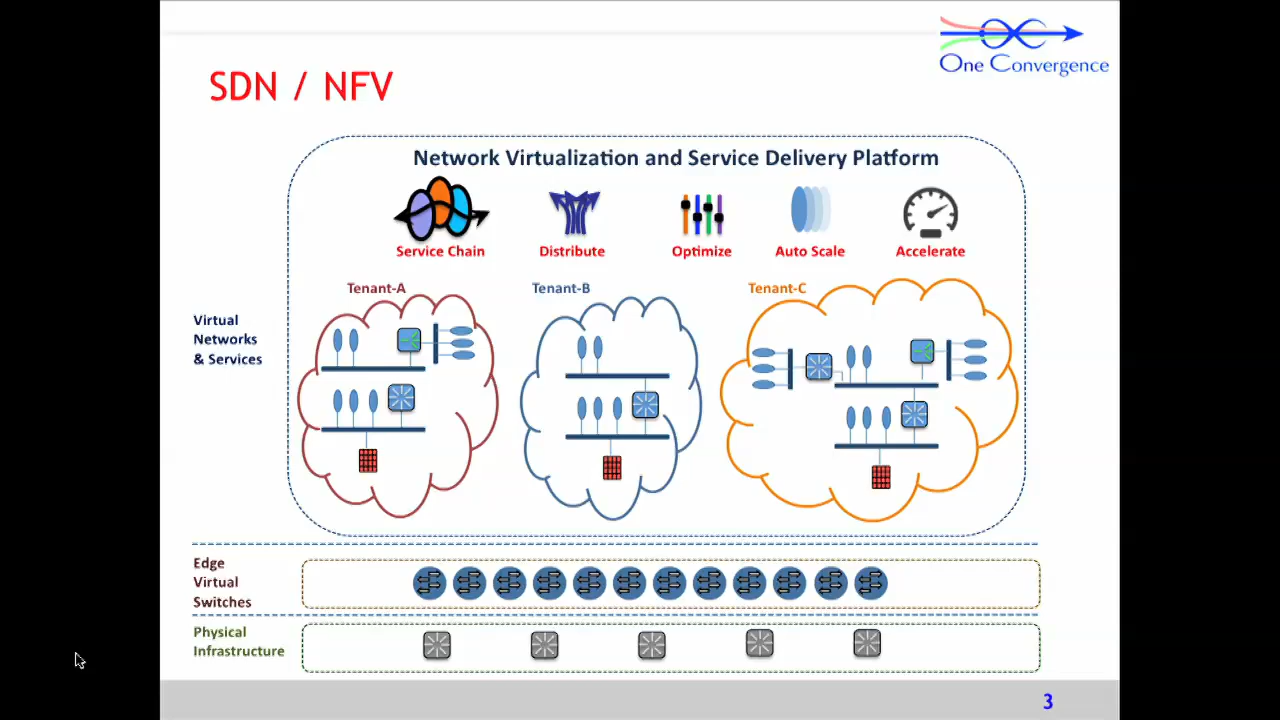 One Convergence
SDN / NFV
Network Virtualization and Service Delivery Platform
Service Chain
Distribute
Optimize
Auto Scale
Accelerate
Tenant-A
Tenant-B
Tenant-C
Virtual
Networks
& Services
Edge
Virtual
Switches
Physical
Infrastructure
3